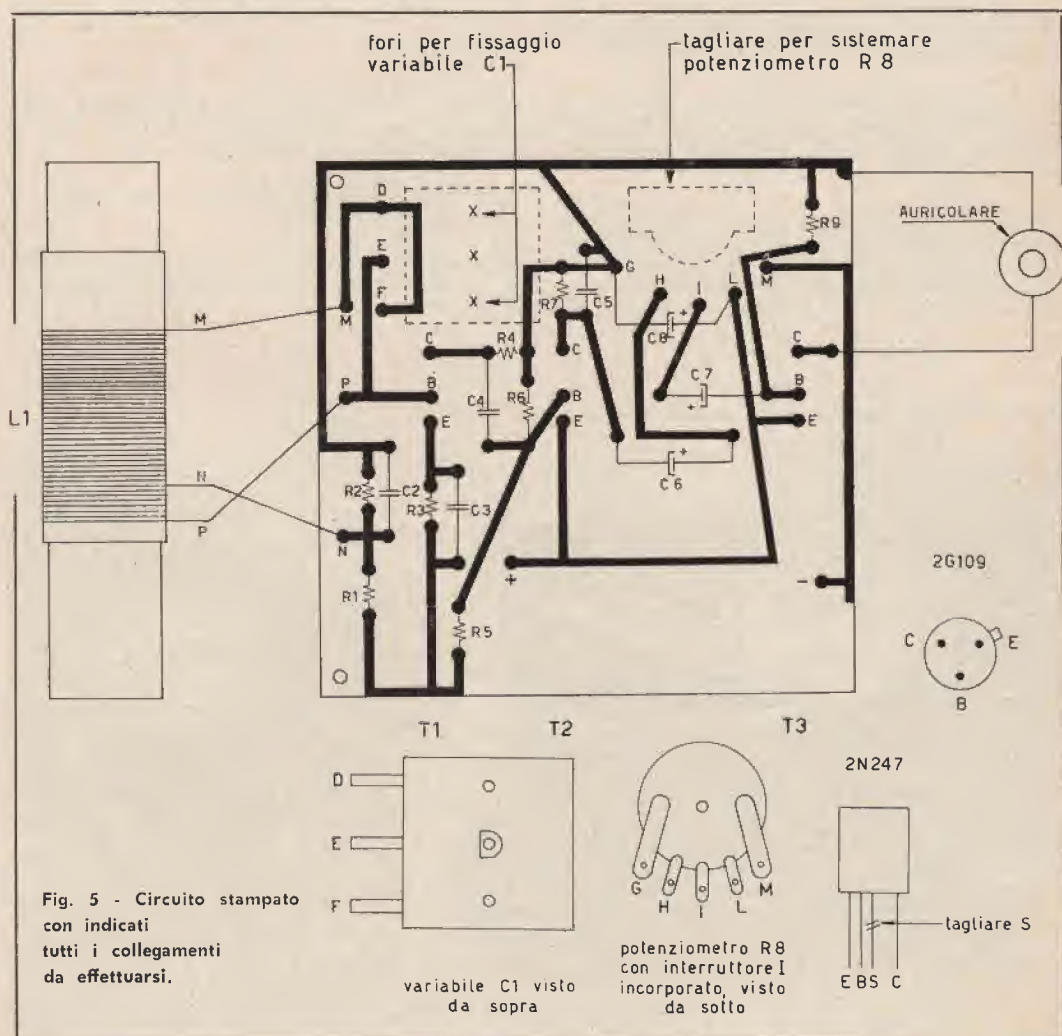 fori per fissaggio
variabile C1
tagliare per sistemare
potenziometro R 8
D
X
E
X
F
X
M
G
R9
AURICOLARE
M
H
I
L
M
R7
C5
C8
+
C
R4
C
C
P
B
C4
R6
B
C7
+
B
L1
E
E
E
N
C6
+
P
R2
C2
R3
C3
N
R1
+
-
R5
2G109
C
E
B
T1
T2
T3
2N247
D
E
F
G
H
I
L
M
tagliare S
E B S C
Fig. 5 - Circuito stampato
con indicati
tutti i collegamenti
da effettuarsi.
variabile C1 visto
da sopra
potenziometro R8
con interruttore I
incorporato, visto
da sotto